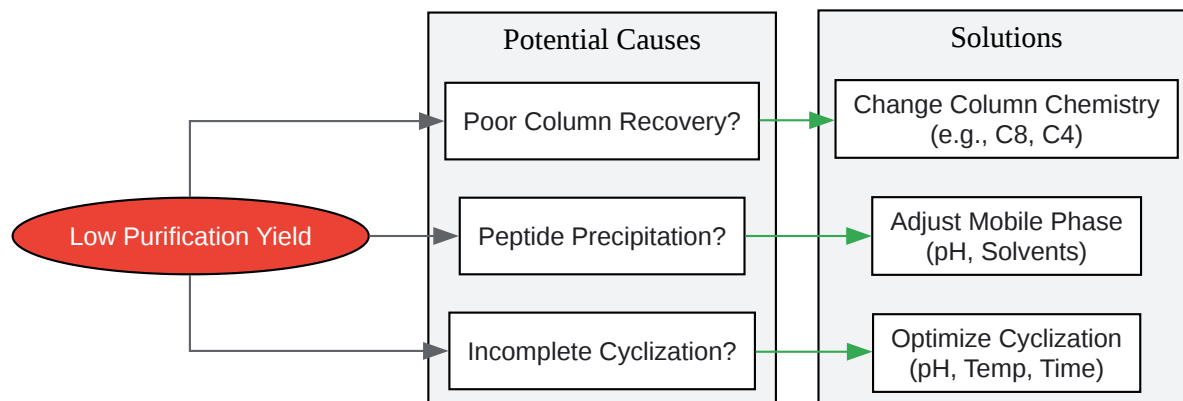 Potential Causes
Solutions
Low Purification Yield
Poor Column Recovery?
Change Column Chemistry
(e.g., C8, C4)
Peptide Precipitation?
Adjust Mobile Phase
(pH, Solvents)
Incomplete Cyclization?
Optimize Cyclization
(pH, Temp, Time)